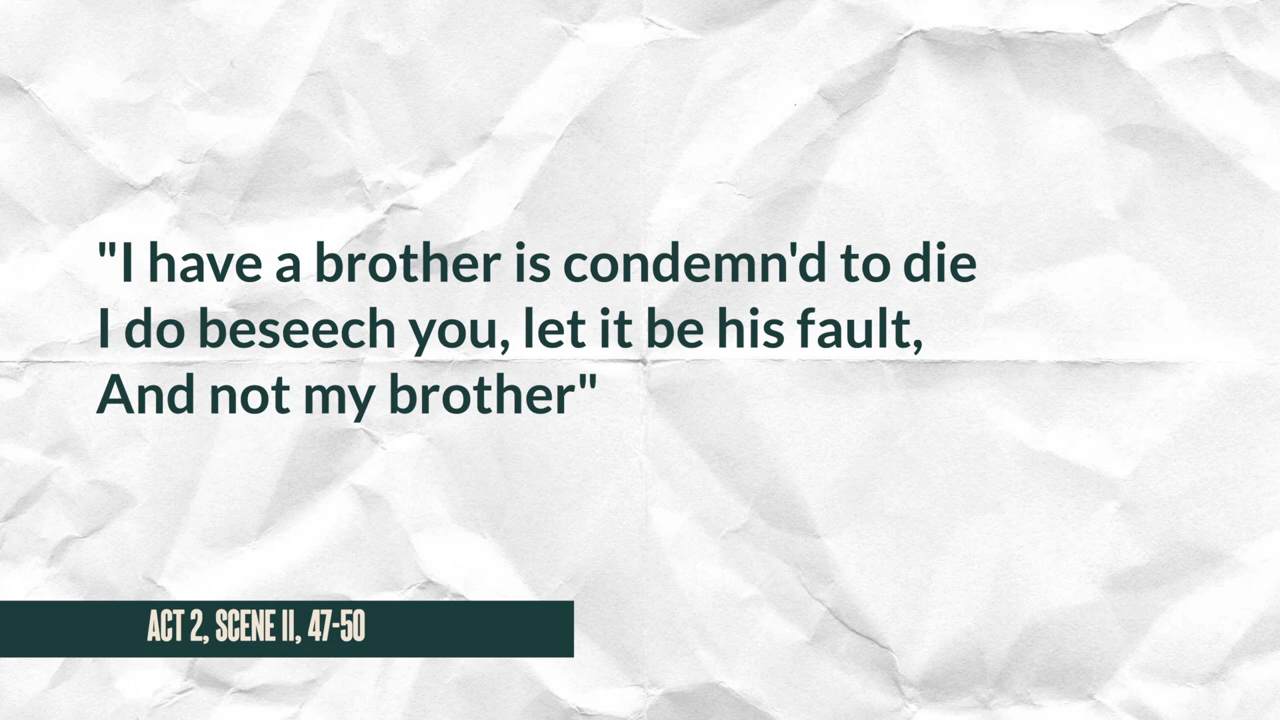 "I have a brother is condemn'd to die
I do beseech you, let it be his fault,
And not my brother"
ACT 2, SCENE II, 47-50